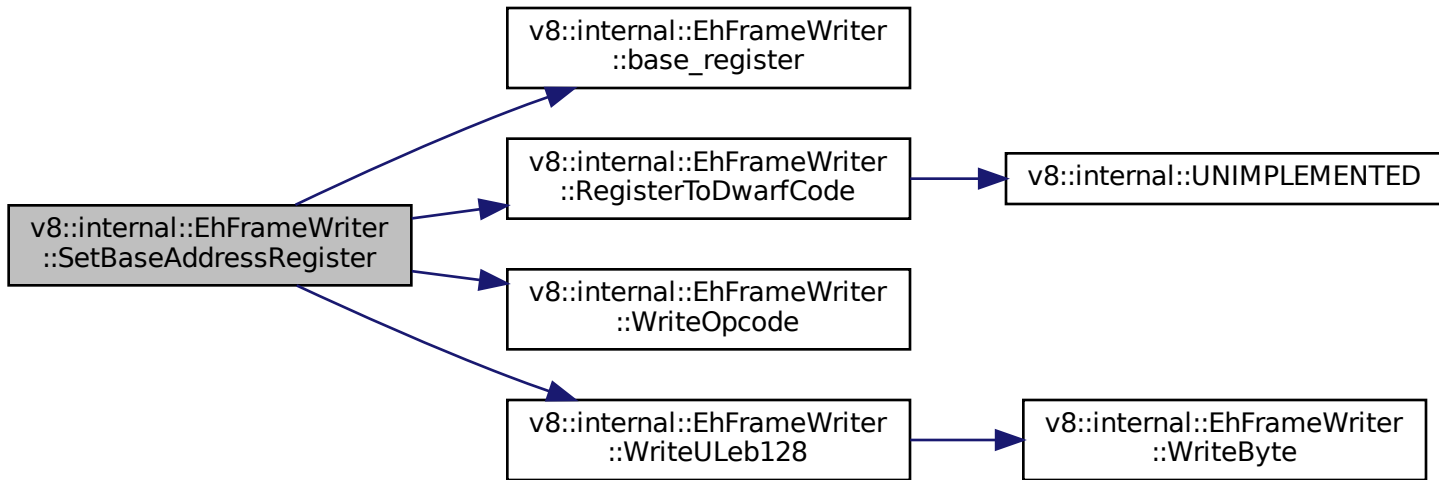 v8::internal::EhFrameWriter
::SetBaseAddressRegister
v8::internal::EhFrameWriter
::base_register
v8::internal::EhFrameWriter
::RegisterToDwarfCode
v8::internal::UNIMPLEMENTED
v8::internal::EhFrameWriter
::WriteOpcode
v8::internal::EhFrameWriter
::WriteULeb128
v8::internal::EhFrameWriter
::WriteByte